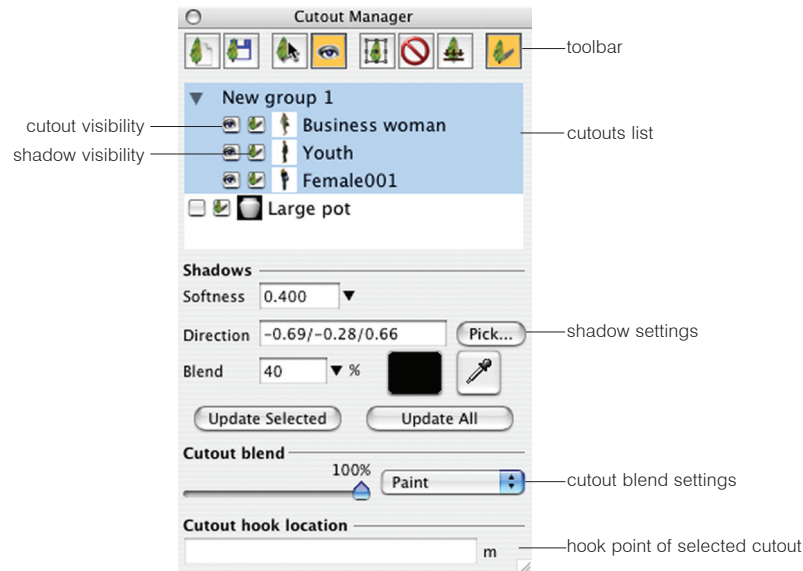 Cutout Manager
toolbar
New group 1
cutout visibility
Business woman
cutouts list
shadow visibility
Youth
Female001
Large pot
Shadows
Softness 0.400
Direction -0.69/-0.28/0.66 Pick...
shadow settings
Blend 40 %
Update Selected Update All
Cutout blend
100%
Paint
cutout blend settings
Cutout hook location
m
hook point of selected cutout